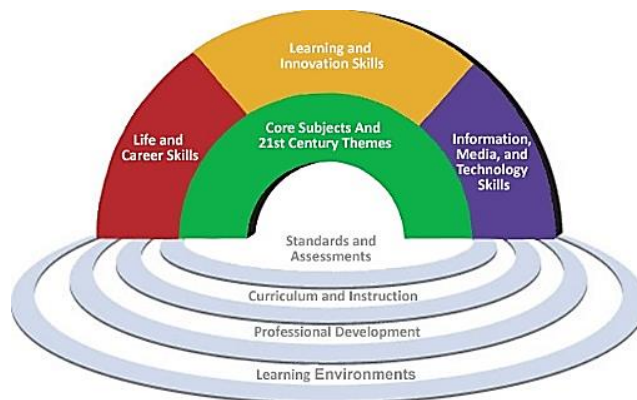 Learning and
Innovation Skills
Life and
Career Skills
Core Subjects And
21st Century Themes
Information,
Media, and
Technology
Skills
Standards and
Assessments
Curriculum and Instruction
Professional Development
Learning Environments